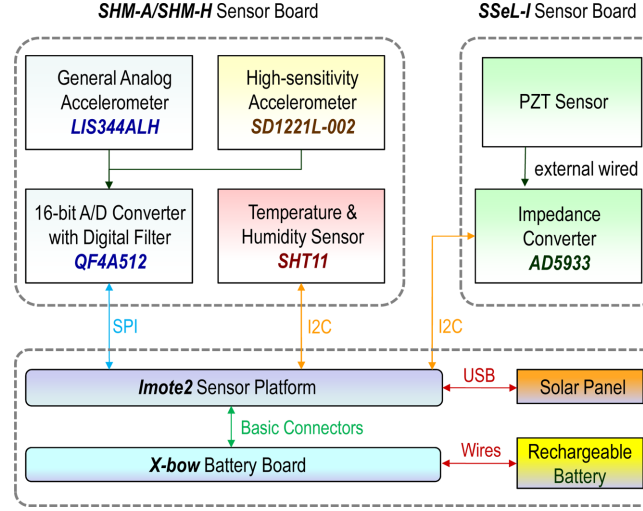 SHM-A/SHM-H Sensor Board
SSeL-I Sensor Board
General Analog
Accelerometer
LIS344ALH
High-sensitivity
Accelerometer
SD1221L-002
PZT Sensor
external wired
16-bit A/D Converter
with Digital Filter
QF4A512
Temperature &
Humidity Sensor
SHT11
Impedance
Converter
AD5933
SPI
I2C
I2C
Imote2 Sensor Platform
USB
Solar Panel
Basic Connectors
X-bow Battery Board
Wires
Rechargeable
Battery